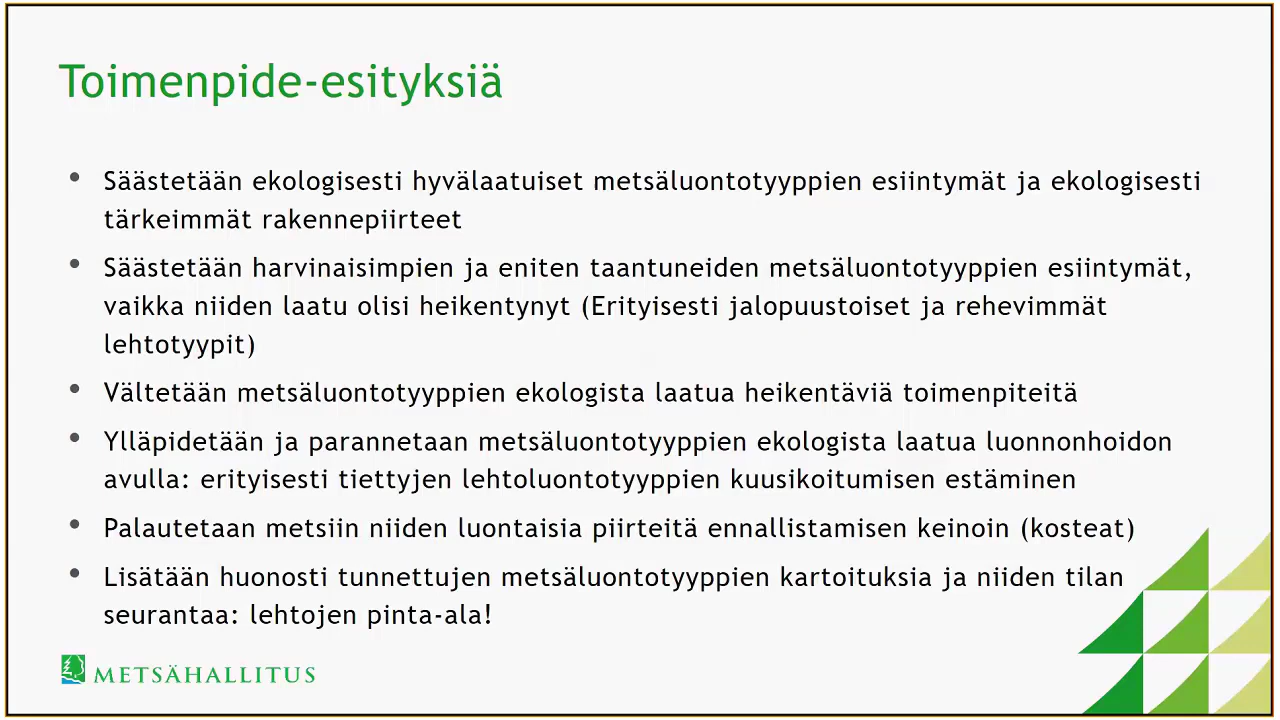 Toimenpide-esityksiä
• Säästetään ekologisesti hyvälaatuiset metsäluontotyyppien esiintymät ja ekologisesti
tärkeimmät rakennepiirteet
• Säästetään harvinaisimpien ja eniten taantuneiden metsäluontotyyppien esiintymät,
vaikka niiden laatu olisi heikentynyt (Erityisesti jalopuustoiset ja rehevimmät
lehtotyypit)
• Vältetään metsäluontotyyppien ekologista laatua heikentäviä toimenpiteitä
• Ylläpidetään ja parannetaan metsäluontotyyppien ekologista laatua luonnonhoidon
avulla: erityisesti tiettyjen lehtoluontotyyppien kuusikoitumisen estäminen
• Palautetaan metsiin niiden luontaisia piirteitä ennallistamisen keinoin (kosteat)
• Lisätään huonosti tunnettujen metsäluontotyyppien kartoituksia ja niiden tilan
seurantaa: lehtojen pinta-ala!
METSÄHALLITUS